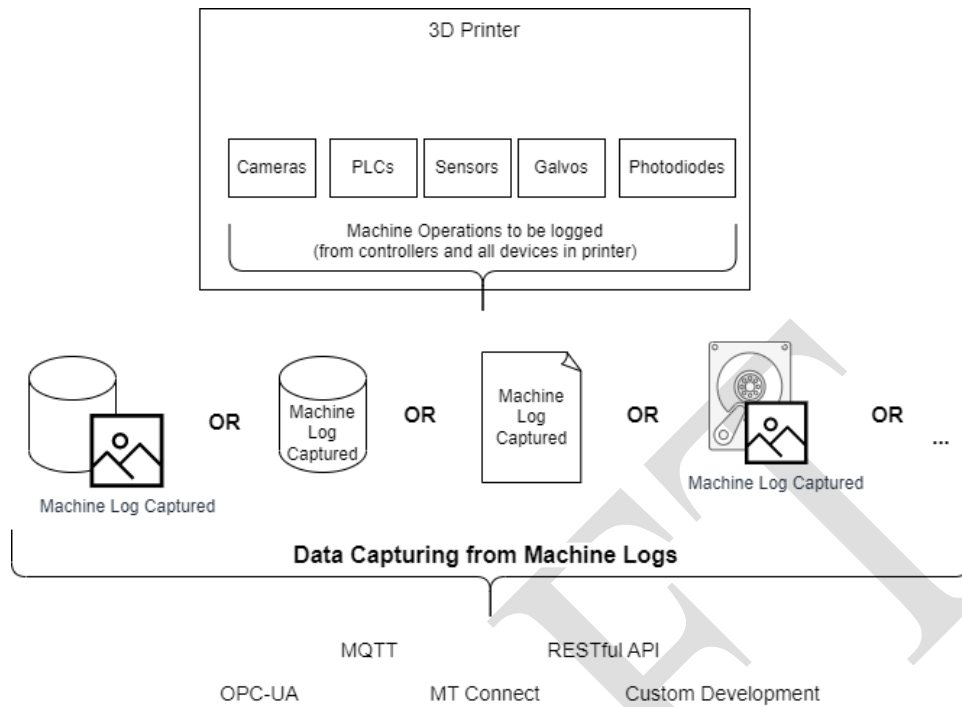 3D Printer
Cameras
PLCs
Sensors
Galvos
Photodiodes
Machine Operations to be logged
(from controllers and all devices in printer)
OR
Machine
Log
Captured
OR
Machine
Log
Captured
OR
OR
...
Machine Log Captured
Machine Log Captured
Data Capturing from Machine Logs
MQTT
RESTful API
OPC-UA
MT Connect
Custom Development
FT